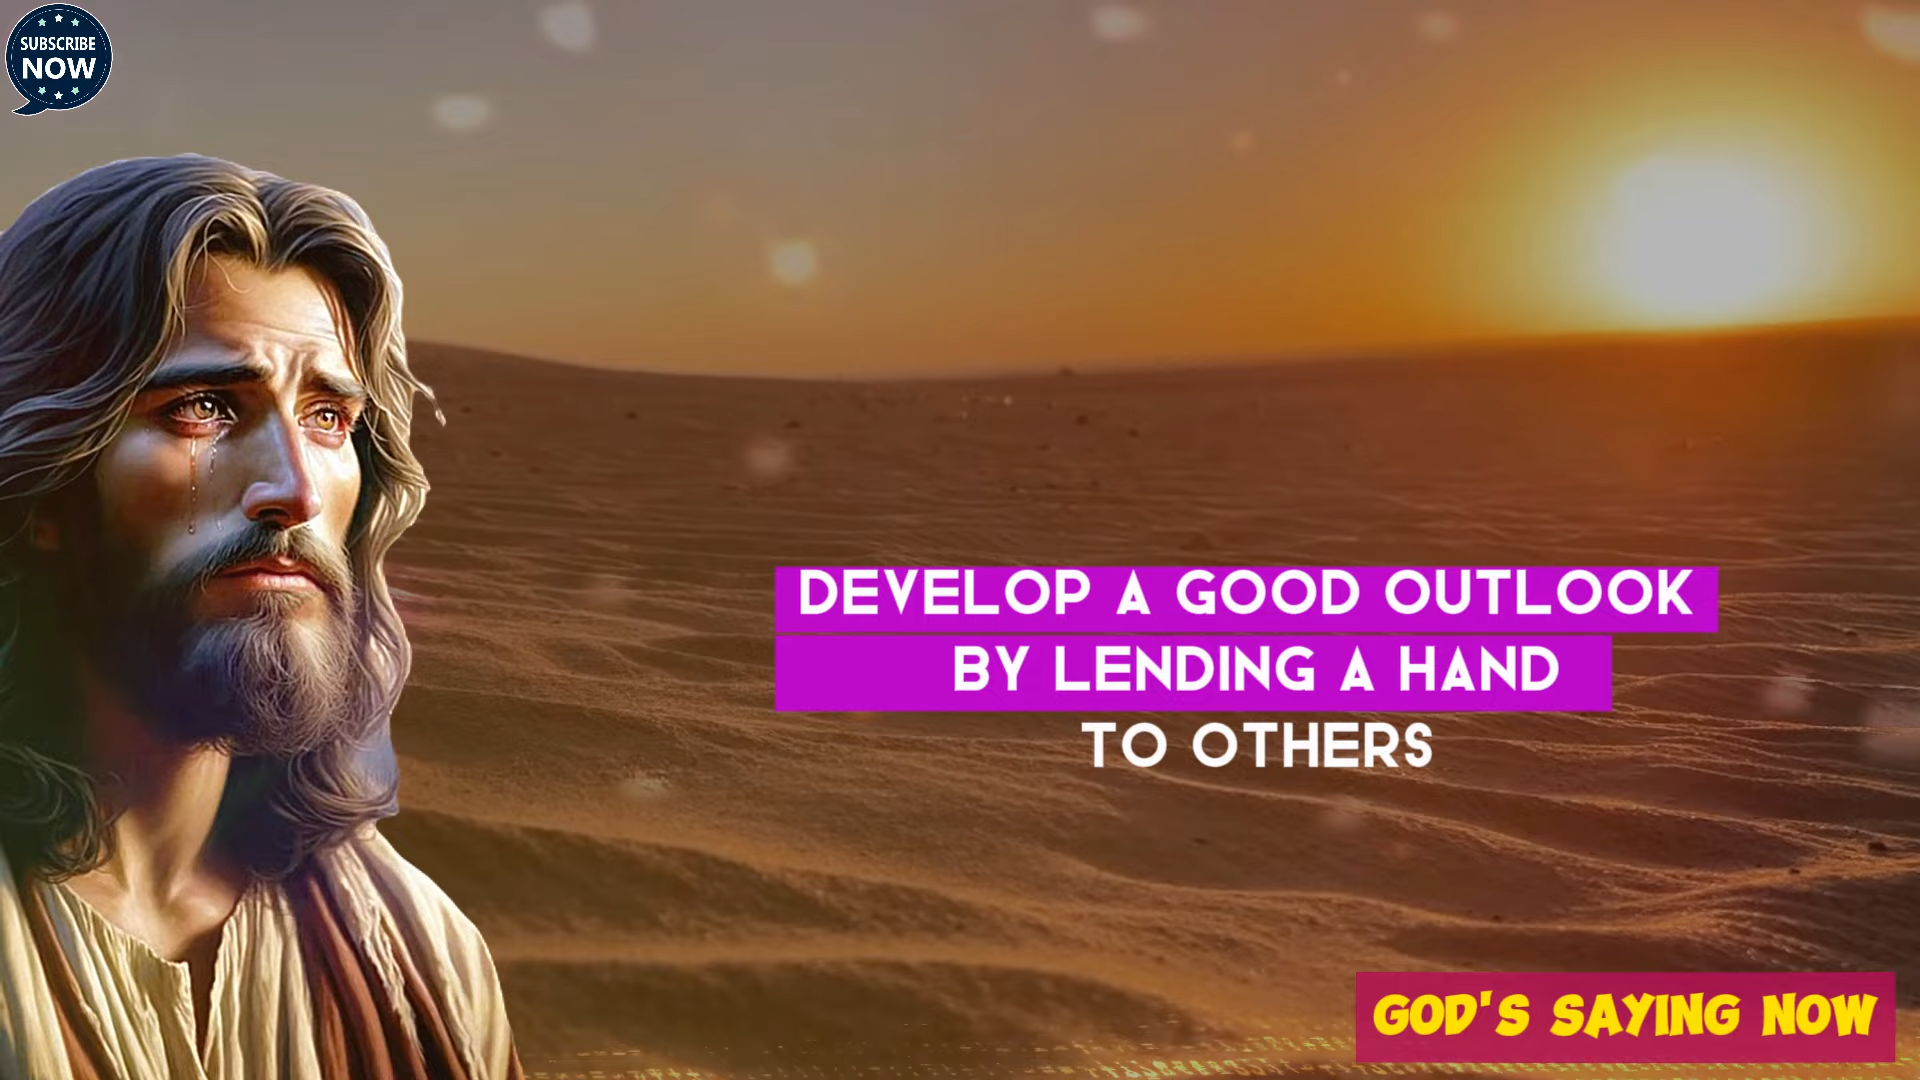 SUBSCRIBE
NOW
DEVELOP A GOOD OUTLOOK
BY LENDING A HAND
TO OTHERS
GOD'S SAYING NOW